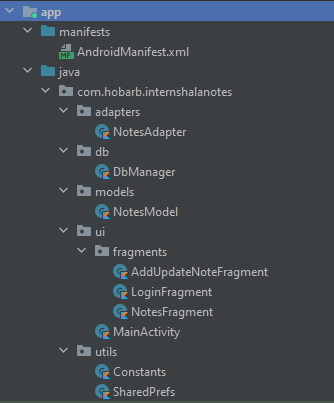 app
manifests
AndroidManifest.xml
java
com.hobarb.internshalanotes
adapters
NotesAdapter
db
DbManager
models
NotesModel
ui
fragments
AddUpdateNoteFragment
LoginFragment
NotesFragment
MainActivity
utils
Constants
SharedPrefs